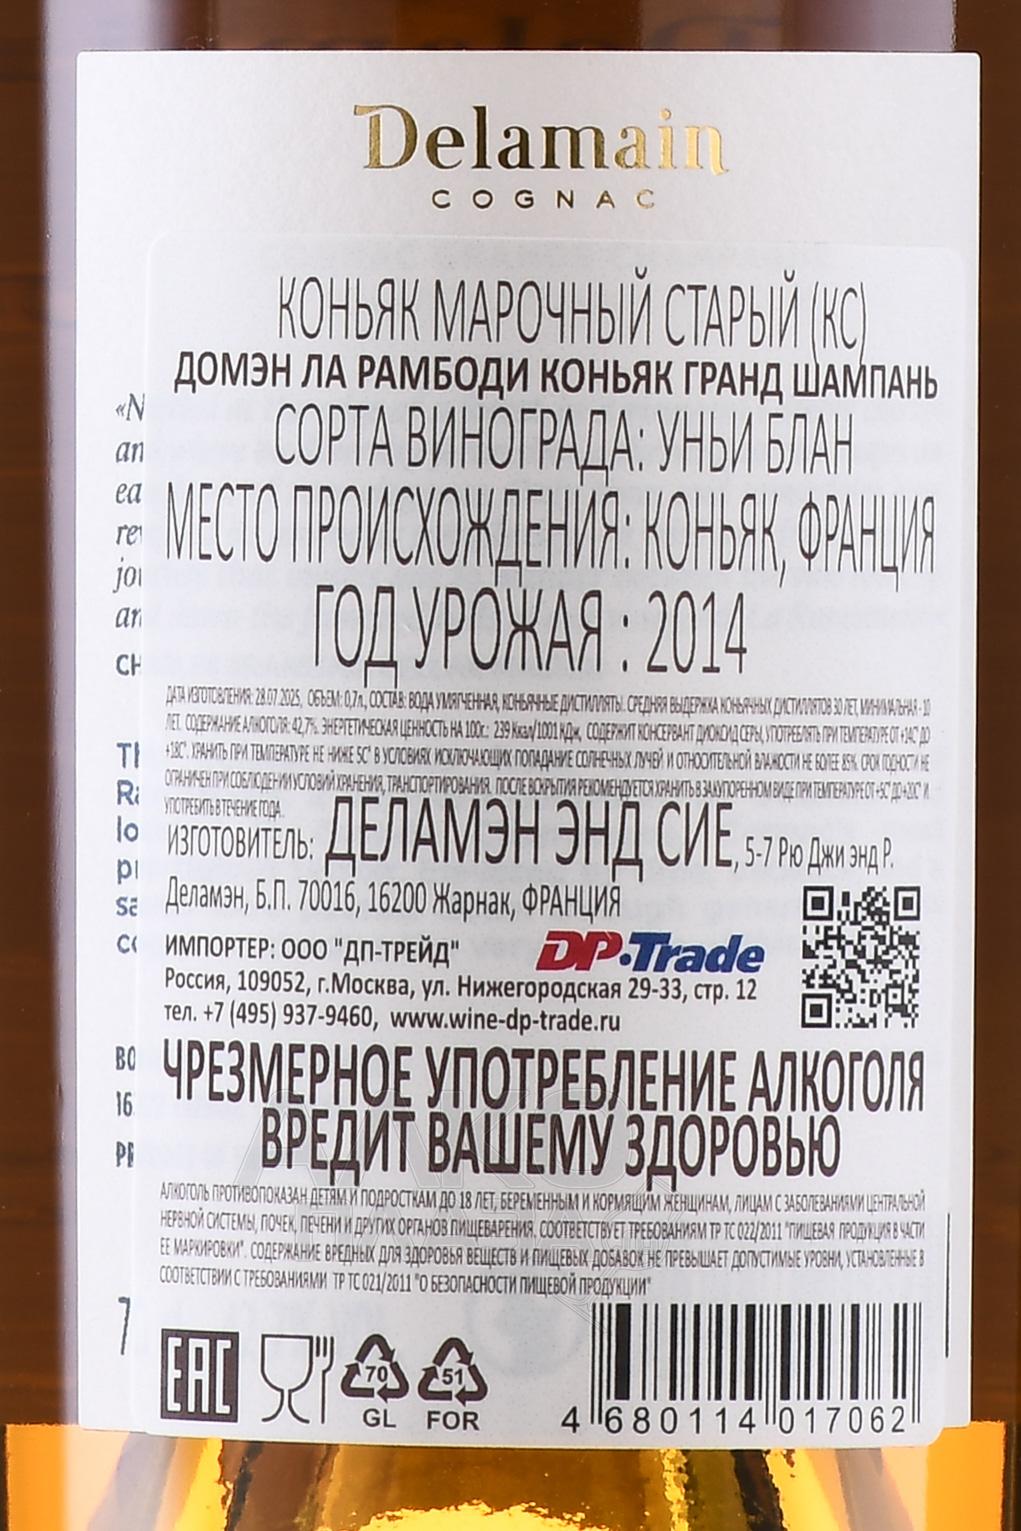 Delamain
COGNAC
КОНЬЯК МАРОЧНЫЙ СТАРЫЙ (КС)
ДОМЭН ЛА РАМБОДИ КОНЬЯК ГРАНД ШАМПАНЬ
СОРТА ВИНОГРАДА: УНЬИ БЛАН
МЕСТО ПРОИСХОЖДЕНИЯ: КОНЬЯК, ФРАНЦИЯ
ГОД УРОЖАЯ : 2014
ДАТА ИЗГОТОВЛЕНИЯ: 28.07.2025, ОБЪЕМ: 0,7л., СОСТАВ: ВОДА УМЯГЧЕННАЯ, КОНЬЯЧНЫЕ ДИСТИЛЛЯТЫ. СРЕДНЯЯ ВЫДЕРЖКА КОНЬЯЧНЫХ ДИСТИЛЛЯТОВ 30 ЛЕТ, МИНИМАЛЬНАЯ - 10
ЛЕТ. СОДЕРЖАНИЕ АЛКОГОЛЯ: 42,7%. ЭНЕРГЕТИЧЕСКАЯ ЦЕННОСТЬ НА 100г.: 239 Ккал/1001 КДж, СОДЕРЖИТ КОНСЕРВАНТ ДИОКСИД СЕРЫ, УПОТРЕБЛЯТЬ ПРИ ТЕМПЕРАТУРЕ ОТ +14С° ДО
+18С°. ХРАНИТЬ ПРИ ТЕМПЕРАТУРЕ НЕ НИЖЕ 5С° В УСЛОВИЯХ ИСКЛЮЧАЮЩИХ ПОПАДАНИЕ СОЛНЕЧНЫХ ЛУЧЕЙ И ОТНОСИТЕЛЬНОЙ ВЛАЖОСТИ НЕ БОЛЕЕ 85%. СРОК ГОДНОСТИ НЕ
ОГРАНИЧЕН ПРИ СОБЛЮДЕНИИ УСЛОВИЙ ХРАНЕНИЯ, ТРАНСПОРТИРОВАНИЯ. ПОСЛЕ ВСКРЫТИЯ РЕКОМЕНДУЕТСЯ ХРАНИТЬ В ЗАКУПОРЕННОМ ВИДЕ ПРИ ТЕМПЕРАТУРЕ ОТ +5С° ДО +20С° И
УПОТРЕБИТЬ В ТЕЧЕНИЕ ГОДА.
ИЗГОТОВИТЕЛЬ: ДЕЛАМЭН ЭНД СИЕ, 5-7 Рю Джи энд Р.
Деламэн, Б.П. 70016, 16200 Жарнак, ФРАНЦИЯ
ИМПОРТЕР: ООО "ДП-ТРЕЙД"
DP-Trade
Россия, 109052, г.Москва, ул. Нижегородская 29-33, стр. 12
тел. +7 (495) 937-9460, www.wine-dp-trade.ru
ЧРЕЗМЕРНОЕ УПОТРЕБЛЕНИЕ АЛКОГОЛЯ
ВРЕДИТ ВАШЕМУ ЗДОРОВЬЮ
АЛКОГОЛЬ ПРОТИВОПОКАЗАН ДЕТЯМ И ПОДРОСТКАМ ДО 18 ЛЕТ, БЕРЕМЕННЫМ И КОРМЯЩИМ ЖЕНЩИНАМ, ЛИЦАМ С ЗАБОЛЕВАНИЯМИ ЦЕНТРАЛЬНОЙ
НЕРВНОЙ СИСТЕМЫ, ПОЧЕК, ПЕЧЕНИ И ДРУГИХ ОРГАНОВ ПИЩЕВАРЕНИЯ. СООТВЕТСТВУЕТ ТРЕБОВАНИЯМ ТР ТС 022/2011 "ПИЩЕВАЯ ПРОДУКЦИЯ В ЧАСТИ
ЕЕ МАРКИРОВКИ". СОДЕРЖАНИЕ ВРЕДНЫХ ДЛЯ ЗДОРОВЬЯ ВЕЩЕСТВ И ПИЩЕВЫХ ДОБАВОК НЕ ПРЕВЫШАЕТ ДОПУСТИМЫЕ УРОВНИ, УСТАНОВЛЕННЫЕ В
СООТВЕТСТВИИ С ТРЕБОВАНИЯМИ ТР ТС 021/2011 "О БЕЗОПАСНОСТИ ПИЩЕВОЙ ПРОДУКЦИИ"
EAC
70
GL
51
FOR
4 680114 017062